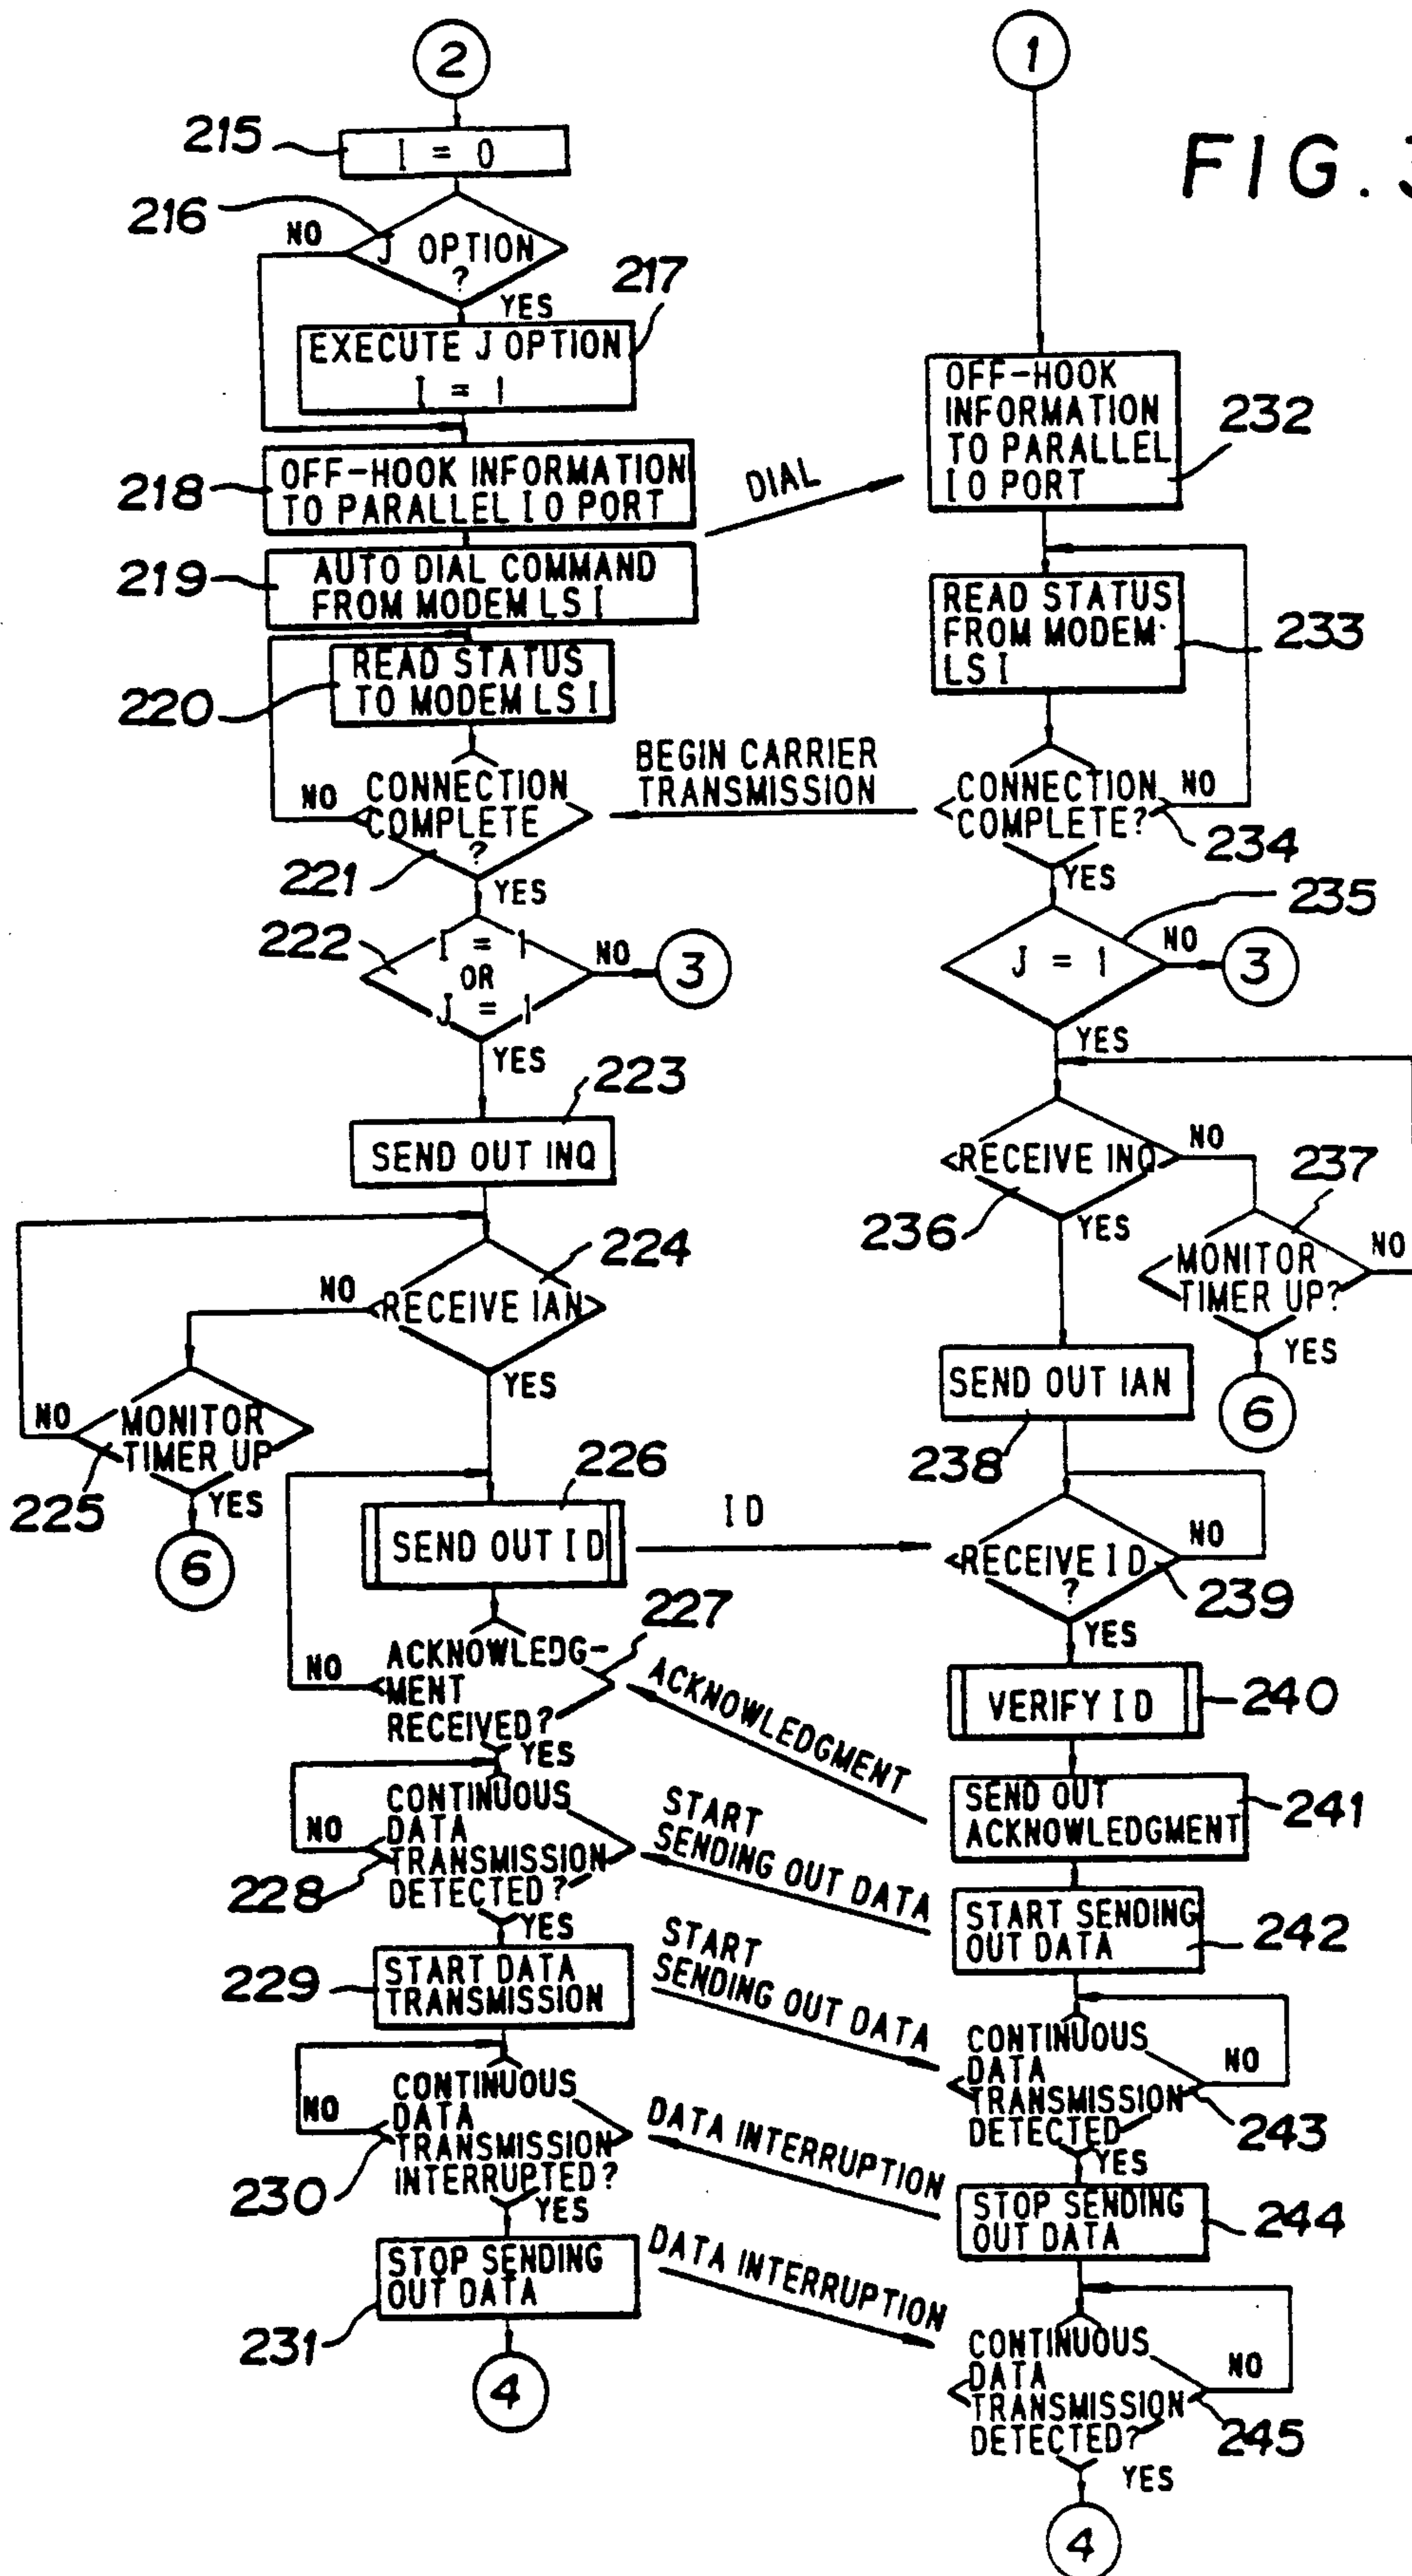 2
215
I = 0
216
NO
J OPTION
?
YES
217
EXECUTE J OPTION
I = 1
218
OFF-HOOK INFORMATION
TO PARALLEL IO PORT
DIAL
219
AUTO DIAL COMMAND
FROM MODEM LSI
220
READ STATUS
TO MODEM LSI
NO
CONNECTION
COMPLETE
?
221
YES
BEGIN CARRIER
TRANSMISSION
222
I = 1
OR
J = 1
NO
3
YES
223
SEND OUT INQ
224
NO
RECEIVE IAN
YES
NO
MONITOR
TIMER UP
225
YES
6
226
SEND OUT ID
ID
227
NO
ACKNOWLEDG-
MENT
RECEIVED?
YES
ACKNOWLEDGMENT
NO
CONTINUOUS
DATA
TRANSMISSION
DETECTED?
228
YES
START
SENDING OUT DATA
229
START DATA
TRANSMISSION
START
SENDING OUT DATA
NO
CONTINUOUS
DATA
TRANSMISSION
INTERRUPTED?
230
YES
DATA INTERRUPTION
STOP SENDING
OUT DATA
231
DATA INTERRUPTION
4
1
FIG. 3
OFF-HOOK
INFORMATION
TO PARALLEL
IO PORT
232
READ STATUS
FROM MODEM
LSI
233
CONNECTION
COMPLETE?
NO
234
YES
235
J = 1
NO
3
YES
RECEIVE INQ
NO
236
YES
237
MONITOR
TIMER UP?
NO
YES
6
SEND OUT IAN
238
RECEIVE ID
?
NO
239
YES
VERIFY ID
240
SEND OUT
ACKNOWLEDGMENT
241
START SENDING
OUT DATA
242
CONTINUOUS
DATA
TRANSMISSION
DETECTED
NO
243
YES
STOP SENDING
OUT DATA
244
CONTINUOUS
DATA
TRANSMISSION
DETECTED?
NO
245
YES
4